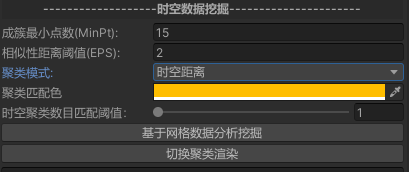 -------------------时空数据挖掘----------------------
成簇最小点数(MinPt): 15
相似性距离阈值(EPS): 2
聚类模式: 时空距离
聚类匹配色
时空聚类数目匹配阈值: 1
基于网格数据分析挖掘
切换聚类渲染